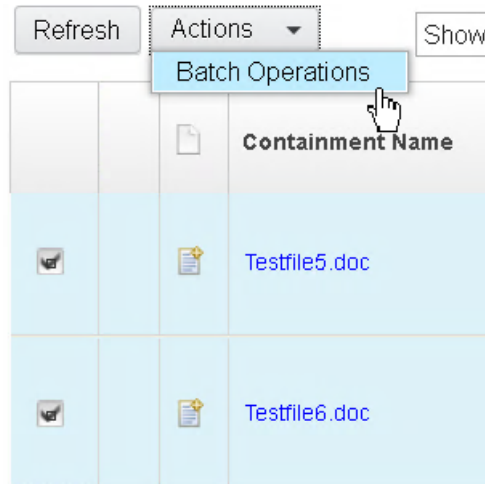 Refresh
Actions
Show
Batch Operations
Containment Name
Testfile5.doc
Testfile6.doc